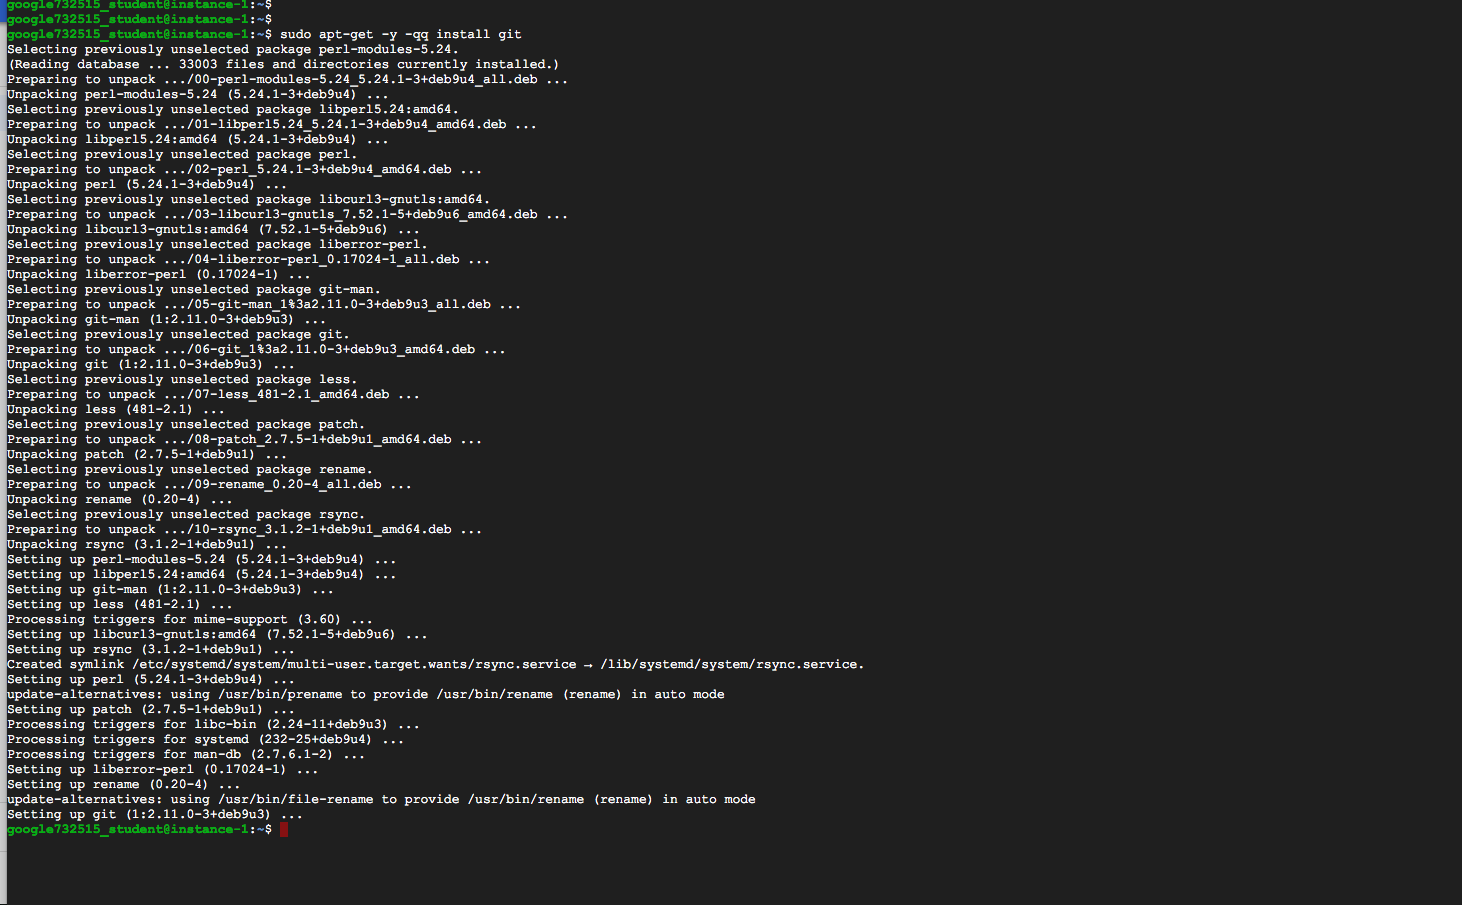 google732515_student@instance-1:~$
google732515_student@instance-1:~$
google732515_student@instance-1:~$ sudo apt-get -y -qq install git
Selecting previously unselected package perl-modules-5.24.
(Reading database ... 33003 files and directories currently installed.)
Preparing to unpack .../00-perl-modules-5.24_5.24.1-3+deb9u4_all.deb ...
Unpacking perl-modules-5.24 (5.24.1-3+deb9u4) ...
Selecting previously unselected package libperl5.24:amd64.
Preparing to unpack .../01-libperl5.24_5.24.1-3+deb9u4_amd64.deb ...
Unpacking libperl5.24:amd64 (5.24.1-3+deb9u4) ...
Selecting previously unselected package perl.
Preparing to unpack .../02-perl_5.24.1-3+deb9u4_amd64.deb ...
Unpacking perl (5.24.1-3+deb9u4) ...
Selecting previously unselected package libcurl3-gnutls:amd64.
Preparing to unpack .../03-libcurl3-gnutls_7.52.1-5+deb9u6_amd64.deb ...
Unpacking libcurl3-gnutls:amd64 (7.52.1-5+deb9u6) ...
Selecting previously unselected package liberror-perl.
Preparing to unpack .../04-liberror-perl_0.17024-1_all.deb ...
Unpacking liberror-perl (0.17024-1) ...
Selecting previously unselected package git-man.
Preparing to unpack .../05-git-man_1%3a2.11.0-3+deb9u3_all.deb ...
Unpacking git-man (1:2.11.0-3+deb9u3) ...
Selecting previously unselected package git.
Preparing to unpack .../06-git_1%3a2.11.0-3+deb9u3_amd64.deb ...
Unpacking git (1:2.11.0-3+deb9u3) ...
Selecting previously unselected package less.
Preparing to unpack .../07-less_481-2.1_amd64.deb ...
Unpacking less (481-2.1) ...
Selecting previously unselected package patch.
Preparing to unpack .../08-patch_2.7.5-1+deb9u1_amd64.deb ...
Unpacking patch (2.7.5-1+deb9u1) ...
Selecting previously unselected package rename.
Preparing to unpack .../09-rename_0.20-4_all.deb ...
Unpacking rename (0.20-4) ...
Selecting previously unselected package rsync.
Preparing to unpack .../10-rsync_3.1.2-1+deb9u1_amd64.deb ...
Unpacking rsync (3.1.2-1+deb9u1) ...
Setting up perl-modules-5.24 (5.24.1-3+deb9u4) ...
Setting up libperl5.24:amd64 (5.24.1-3+deb9u4) ...
Setting up git-man (1:2.11.0-3+deb9u3) ...
Setting up less (481-2.1) ...
Processing triggers for mime-support (3.60) ...
Setting up libcurl3-gnutls:amd64 (7.52.1-5+deb9u6) ...
Setting up rsync (3.1.2-1+deb9u1) ...
Created symlink /etc/systemd/system/multi-user.target.wants/rsync.service → /lib/systemd/system/rsync.service.
Setting up perl (5.24.1-3+deb9u4) ...
update-alternatives: using /usr/bin/prename to provide /usr/bin/rename (rename) in auto mode
Setting up patch (2.7.5-1+deb9u1) ...
Processing triggers for libc-bin (2.24-11+deb9u3) ...
Processing triggers for systemd (232-25+deb9u4) ...
Processing triggers for man-db (2.7.6.1-2) ...
Setting up liberror-perl (0.17024-1) ...
Setting up rename (0.20-4) ...
update-alternatives: using /usr/bin/file-rename to provide /usr/bin/rename (rename) in auto mode
Setting up git (1:2.11.0-3+deb9u3) ...
google732515_student@instance-1:~$